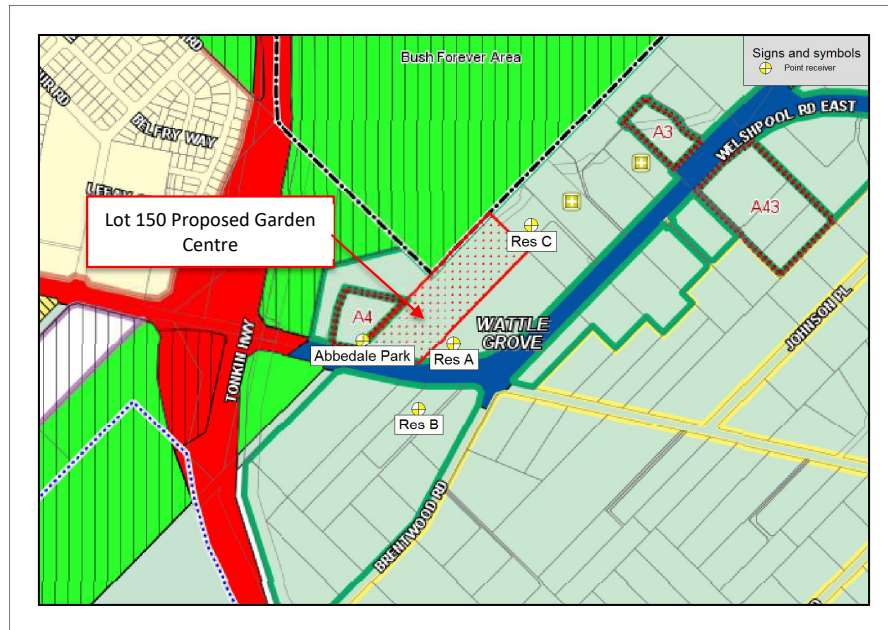 Bush Forever Area
Signs and symbols
Point receiver
BELFRY WAY
A3
WELSHPOOL RD EAST
A43
Lot 150 Proposed Garden
Centre
Res C
A4
WATTLE
GROVE
Abbedale Park
Res A
JOHNSON PL
TONKIN HWY
Res B
BRENTWOOD RD